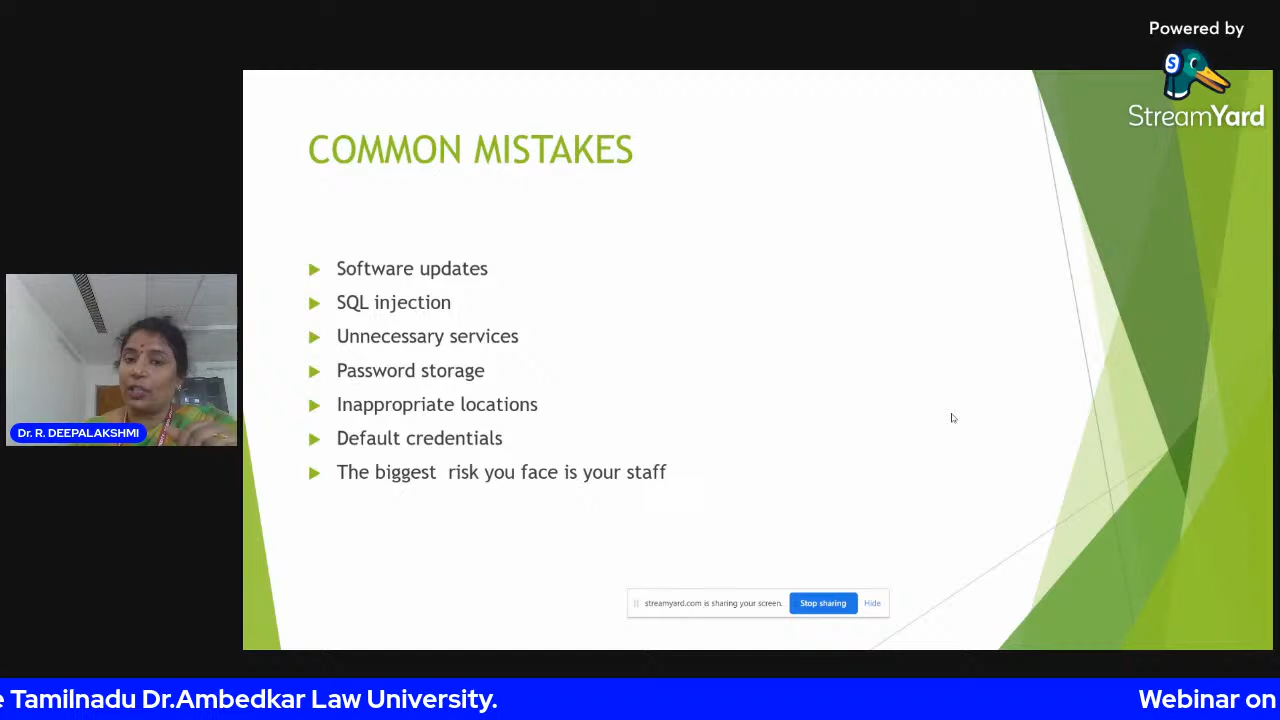 Powered by
StreamYard
COMMON MISTAKES
Software updates
SQL injection
Unnecessary services
Password storage
Inappropriate locations
Default credentials
The biggest risk you face is your staff
Dr. R. DEEPALAKSHMI
streamyard.com is sharing your screen.
Stop sharing
Hide
e Tamilnadu Dr.Ambedkar Law University.
Webinar on